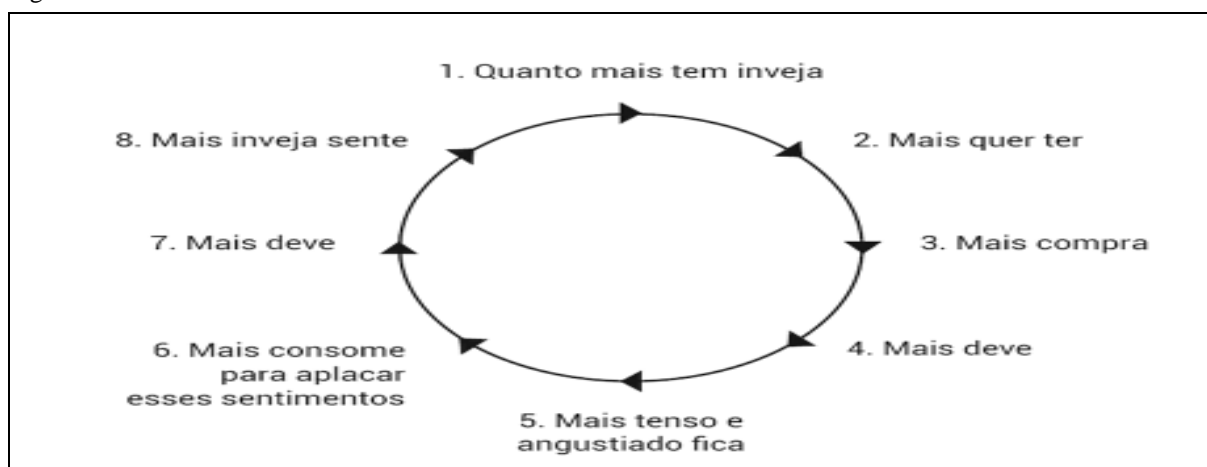 1. Quanto mais tem inveja
2. Mais quer ter
3. Mais compra
4. Mais deve
5. Mais tenso e
angustiado fica
6. Mais consome
para aplacar
esses sentimentos
7. Mais deve
8. Mais inveja sente